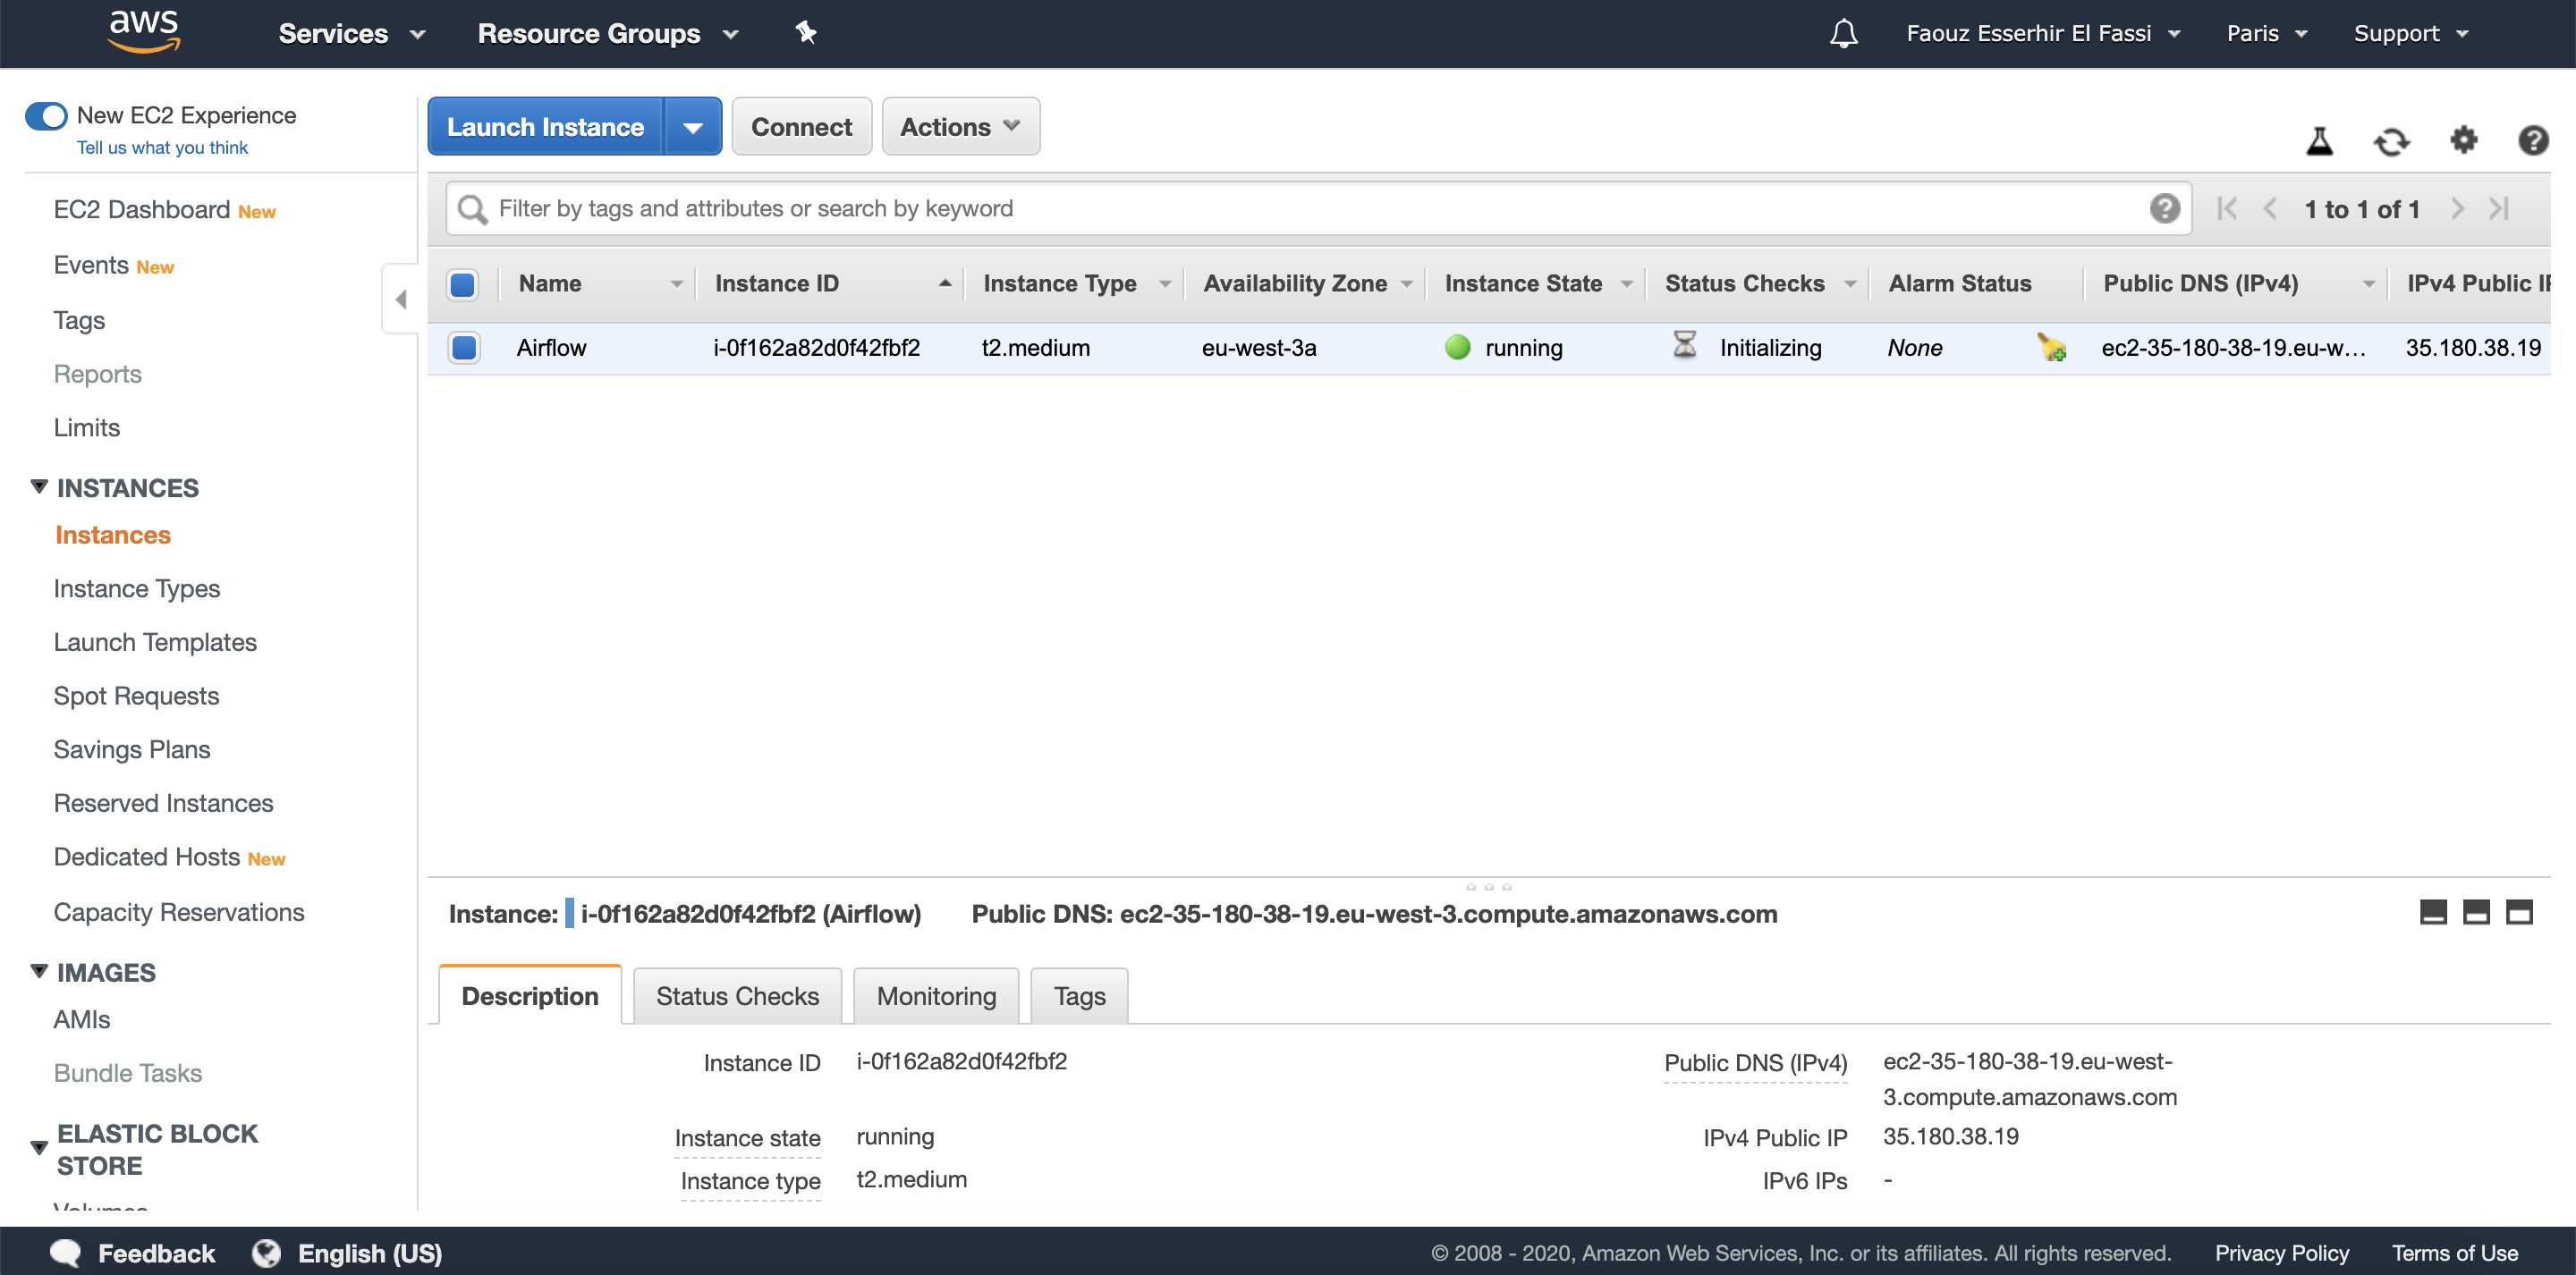 aws
Services
Resource Groups
Faouz Esserhir El Fassi
Paris
Support
New EC2 Experience
Tell us what you think
EC2 Dashboard New
Events New
Tags
Reports
Limits
INSTANCES
Instances
Instance Types
Launch Templates
Spot Requests
Savings Plans
Reserved Instances
Dedicated Hosts New
Capacity Reservations
IMAGES
AMIs
Bundle Tasks
ELASTIC BLOCK
STORE
Launch Instance
Connect
Actions
Filter by tags and attributes or search by keyword
1 to 1 of 1
Name Instance ID Instance Type Availability Zone Instance State Status Checks Alarm Status Public DNS (IPv4) IPv4 Public
Airflow i-0f162a82d0f42fbf2 t2.medium eu-west-3a running Initializing None ec2-35-180-38-19.eu-w... 35.180.38.19
Instance: i-0f162a82d0f42fbf2 (Airflow) Public DNS: ec2-35-180-38-19.eu-west-3.compute.amazonaws.com
Description
Status Checks
Monitoring
Tags
Instance ID i-0f162a82d0f42fbf2
Instance state running
Instance type t2.medium
Public DNS (IPv4) ec2-35-180-38-19.eu-west-
3.compute.amazonaws.com
IPv4 Public IP 35.180.38.19
IPv6 IPs -
Feedback
English (US)
© 2008 - 2020, Amazon Web Services, Inc. or its affiliates. All rights reserved.
Privacy Policy
Terms of Use